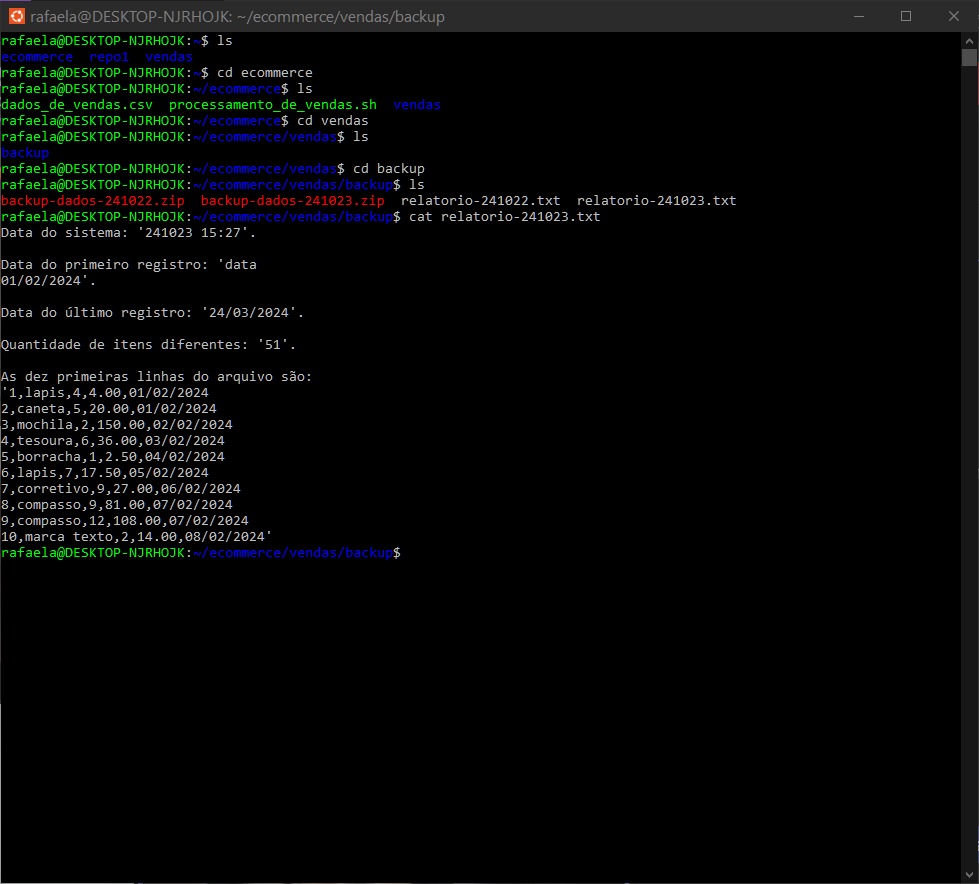 rafaela@DESKTOP-NJRHOJK: ~/ecommerce/vendas/backup
rafaela@DESKTOP-NJRHOJK:~$ ls
ecommerce  repo1  vendas
rafaela@DESKTOP-NJRHOJK:~$ cd ecommerce
rafaela@DESKTOP-NJRHOJK:~/ecommerce$ ls
dados_de_vendas.csv  processamento_de_vendas.sh  vendas
rafaela@DESKTOP-NJRHOJK:~/ecommerce$ cd vendas
rafaela@DESKTOP-NJRHOJK:~/ecommerce/vendas$ ls
backup
rafaela@DESKTOP-NJRHOJK:~/ecommerce/vendas$ cd backup
rafaela@DESKTOP-NJRHOJK:~/ecommerce/vendas/backup$ ls
backup-dados-241022.zip  backup-dados-241023.zip  relatorio-241022.txt  relatorio-241023.txt
rafaela@DESKTOP-NJRHOJK:~/ecommerce/vendas/backup$ cat relatorio-241023.txt
Data do sistema: '241023 15:27'.
Data do primeiro registro: 'data
01/02/2024'.
Data do último registro: '24/03/2024'.
Quantidade de itens diferentes: '51'.
As dez primeiras linhas do arquivo são:
'1,lapis,4,4.00,01/02/2024
2,caneta,5,20.00,01/02/2024
3,mochila,2,150.00,02/02/2024
4,tesoura,6,36.00,03/02/2024
5,borracha,1,2.50,04/02/2024
6,lapis,7,17.50,05/02/2024
7,corretivo,9,27.00,06/02/2024
8,compasso,9,81.00,07/02/2024
9,compasso,12,108.00,07/02/2024
10,marca texto,2,14.00,08/02/2024'
rafaela@DESKTOP-NJRHOJK:~/ecommerce/vendas/backup$